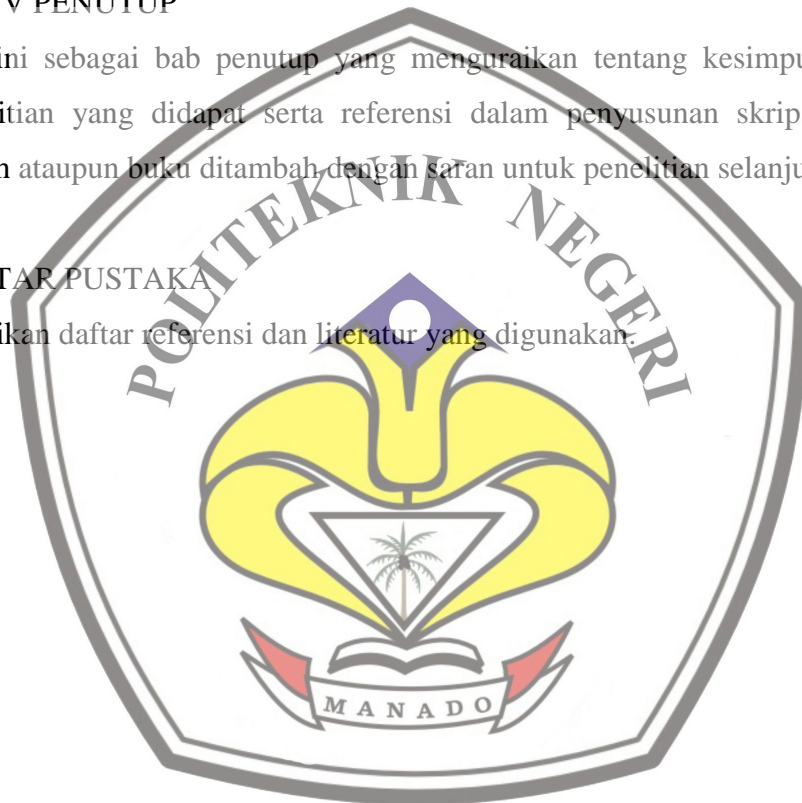 V PENUTUP
ini sebagai bab penutup yang menguraikan tentang kesimpu
itian yang didapat serta referensi dalam penyusunan skrip
n ataupun buku ditambah dengan saran untuk penelitian selanju
TAR PUSTAKA
ikan daftar referensi dan literatur yang digunakan.
POLITEKNIK NEGERI
MANADO